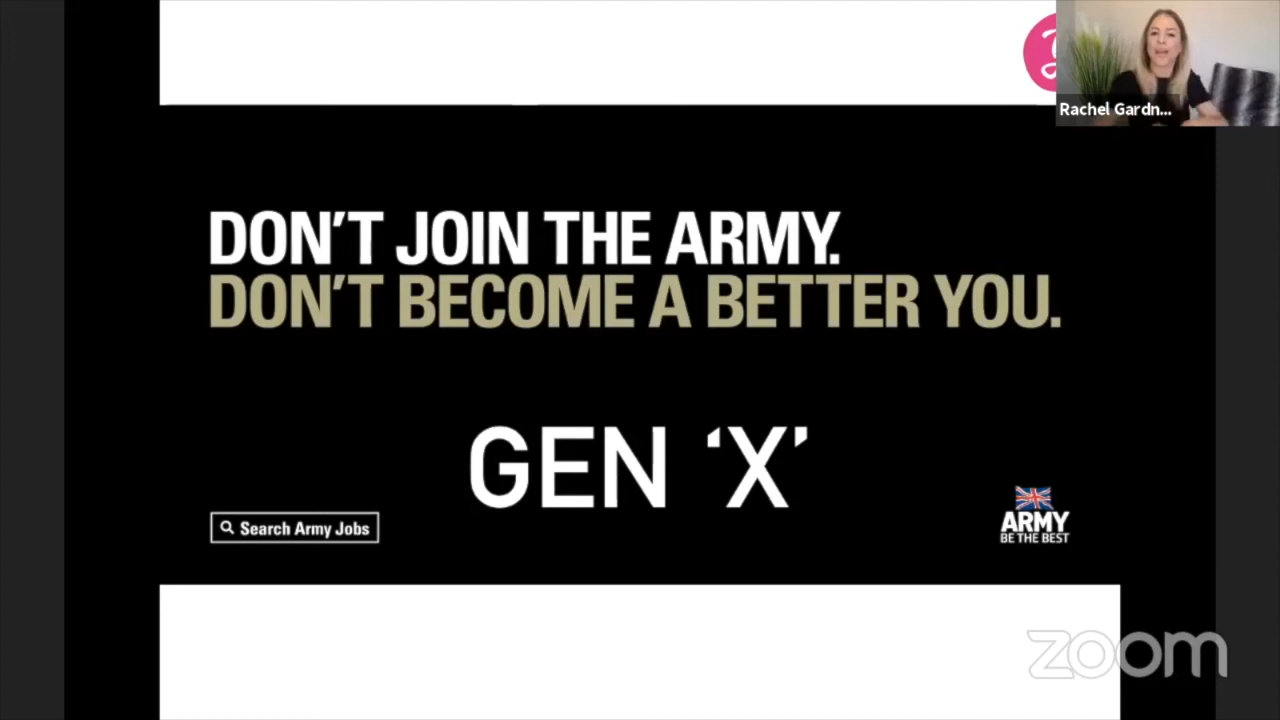 Rachel Gardn...
DON'T JOIN THE ARMY.
DON'T BECOME A BETTER YOU.
GEN ‘X’
Search Army Jobs
ARMY
BE THE BEST
zoom